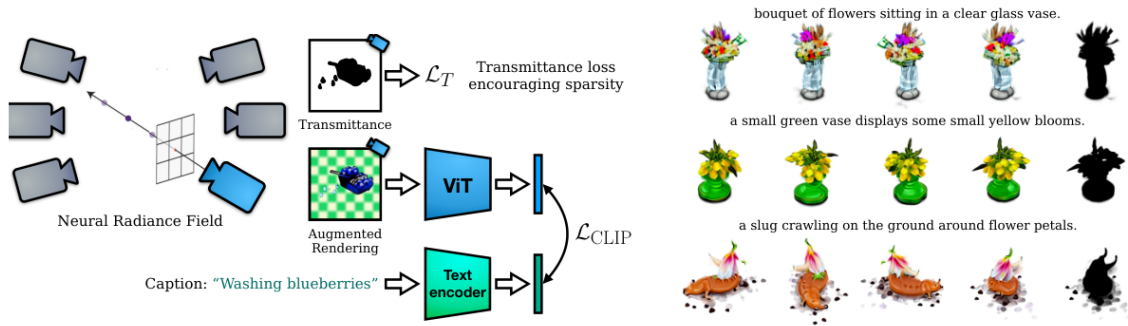 Neural Radiance Field
Transmittance
ℒ_T
Transmittance loss
encouraging sparsity
Augmented
Rendering
ViT
ℒ_CLIP
Caption: “Washing blueberries”
Text
encoder
bouquet of flowers sitting in a clear glass vase.
a small green vase displays some small yellow blooms.
a slug crawling on the ground around flower petals.